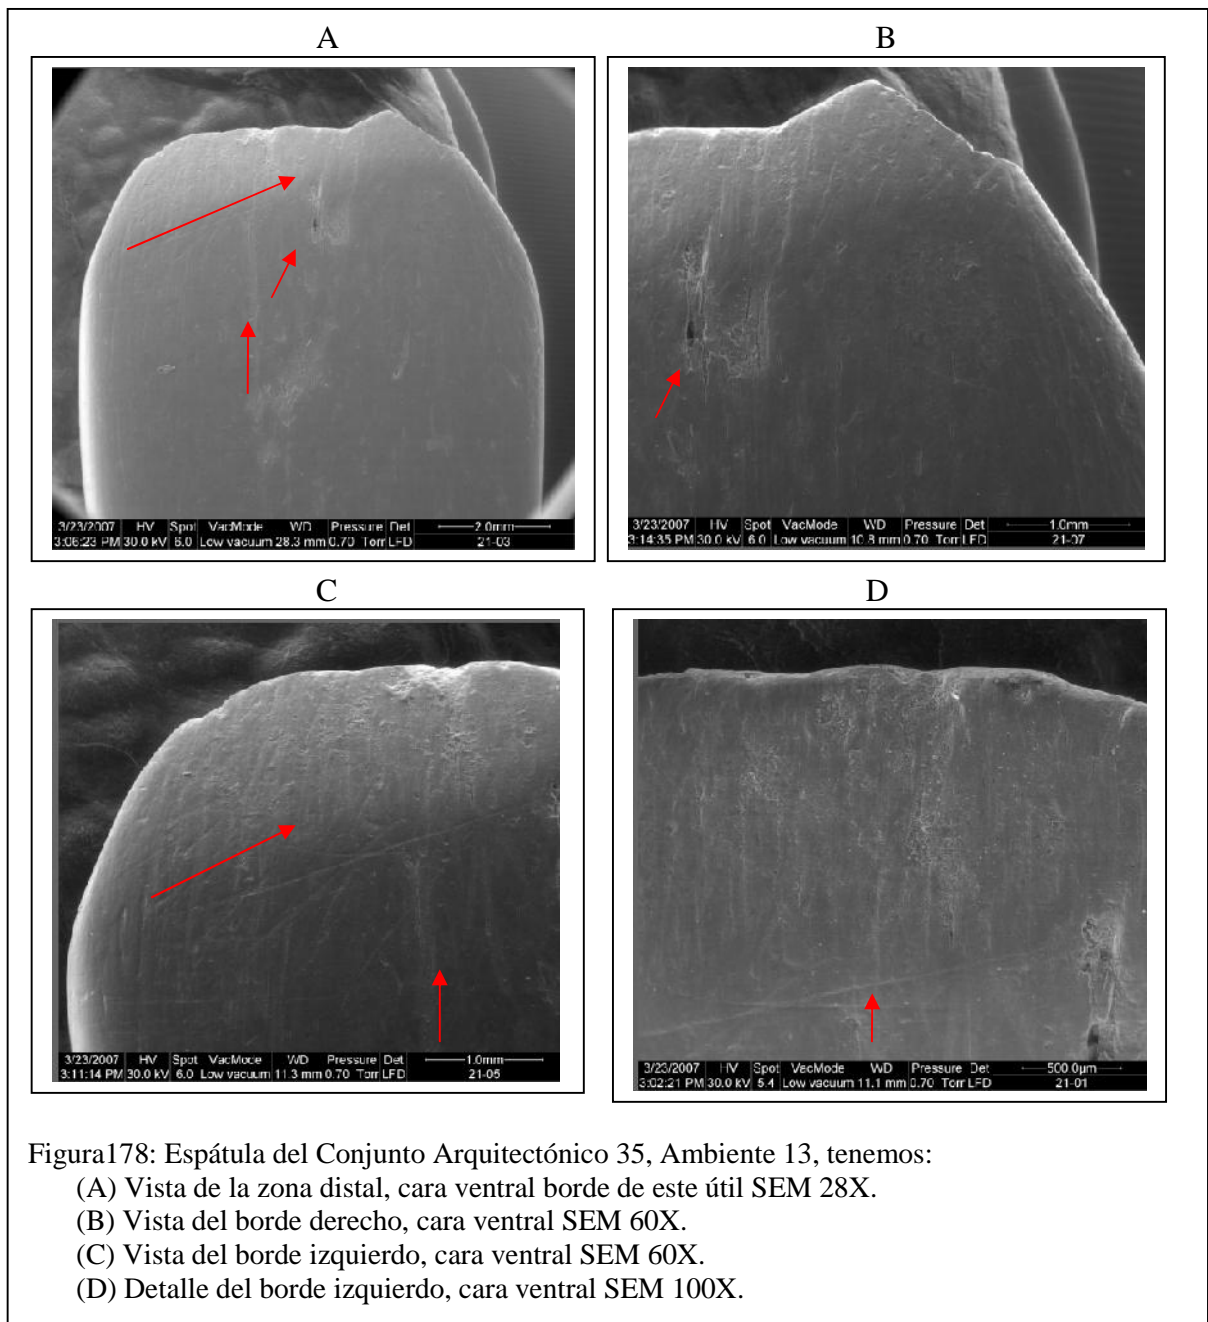 A
B
3/23/2007 HV Spot VacMode WD Pressure Det 2.0mm
3:06:23 PM 30.0 kV 6.0 Low vacuum 28.3 mm 0.70 Torr LFD 21-03
3/23/2007 HV Spot VacMode WD Pressure Det 1.0mm
3:14:35 PM 30.0 kV 6.0 Low vacuum 10.8 mm 0.70 Torr LFD 21-07
C
D
3/23/2007 HV Spot VacMode WD Pressure Det 1.0mm
3:11:14 PM 30.0 kV 6.0 Low vacuum 11.3 mm 0.70 Torr LFD 21-05
3/23/2007 HV Spot VacMode WD Pressure Det 500.0µm
3:02:21 PM 30.0 kV 5.4 Low vacuum 11.1 mm 0.70 Torr LFD 21-01
Figura178: Espátula del Conjunto Arquitectónico 35, Ambiente 13, tenemos:
(A) Vista de la zona distal, cara ventral borde de este útil SEM 28X.
(B) Vista del borde derecho, cara ventral SEM 60X.
(C) Vista del borde izquierdo, cara ventral SEM 60X.
(D) Detalle del borde izquierdo, cara ventral SEM 100X.